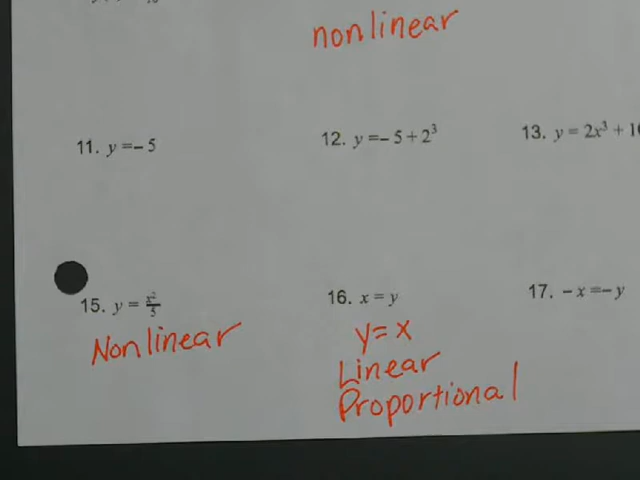 nonlinear
11. y = – 5
12. y = – 5 + 2³
13. y = 2x³ + 1
15. y = x²/5
16. x = y
17. – x = – y
Nonlinear
y = x
Linear
Proportional